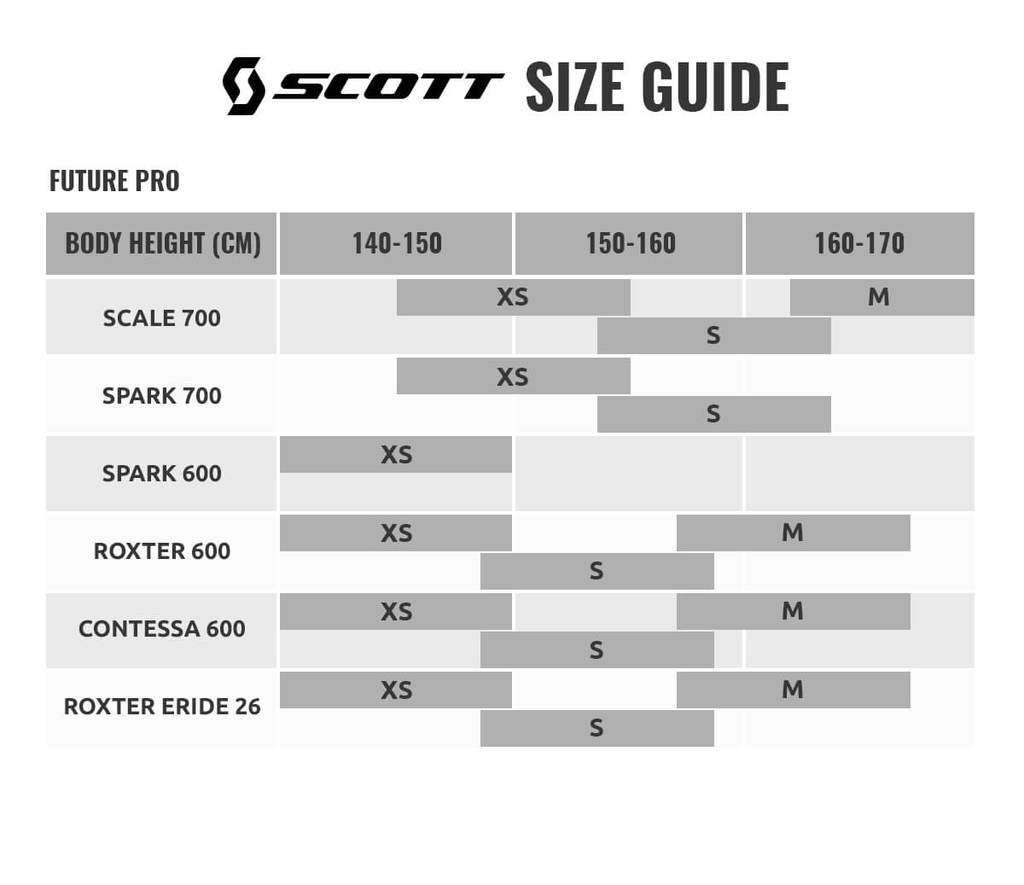 SCOTT SIZE GUIDE
FUTURE PRO
BODY HEIGHT (CM) 140-150 150-160 160-170
SCALE 700 XS M
S
SPARK 700 XS
S
SPARK 600 XS
ROXTER 600 XS M
S
CONTESSA 600 XS M
S
ROXTER ERIDE 26 XS M
S